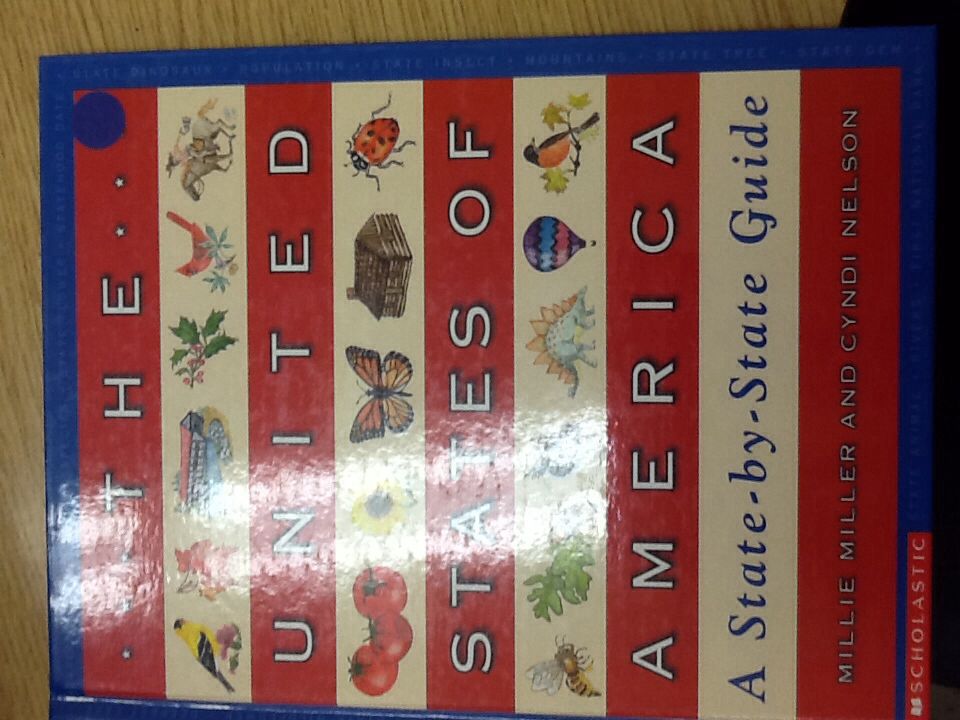 THE
UNITED
STATES OF
AMERICA
A State-by-State Guide
MILLIE MILLER AND CYNDI NELSON
SCHOLASTIC
STATE DINOSAUR • POPULATION • STATE INSECT • MOUNTAINS • STATE TREE • STATE GEM